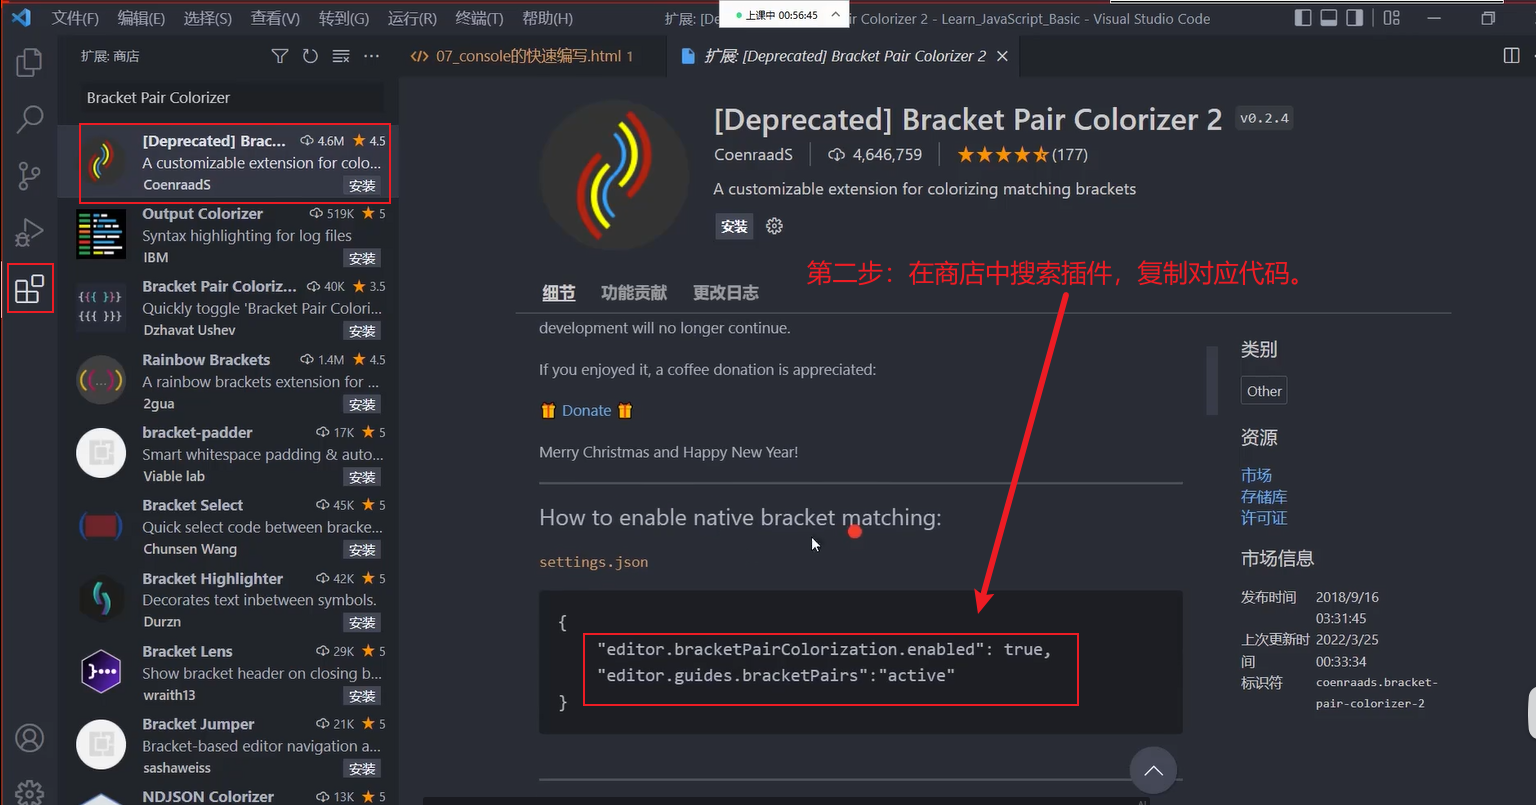 文件(F) 编辑(E) 选择(S) 查看(V) 转到(G) 运行(R) 终端(T) 帮助(H)
扩展: [De
上课中 00:56:45
air Colorizer 2 - Learn_JavaScript_Basic - Visual Studio Code
扩展: 商店
07_console的快速编写.html 1
扩展: [Deprecated] Bracket Pair Colorizer 2
Bracket Pair Colorizer
[Deprecated] Brac... 4.6M 4.5
A customizable extension for colo...
CoenraadS 安装
Output Colorizer 519K 5
Syntax highlighting for log files
IBM 安装
Bracket Pair Coloriz... 40K 3.5
Quickly toggle 'Bracket Pair Colori...
Dzhavat Ushev 安装
Rainbow Brackets 1.4M 4.5
A rainbow brackets extension for ...
2gua 安装
bracket-padder 17K 5
Smart whitespace padding & auto...
Viable lab 安装
Bracket Select 45K 5
Quick select code between bracke...
Chunsen Wang 安装
Bracket Highlighter 42K 5
Decorates text inbetween symbols.
Durzn 安装
Bracket Lens 29K 5
Show bracket header on closing b...
wraith13 安装
Bracket Jumper 21K 5
Bracket-based editor navigation a...
sashaweiss 安装
NDJSON Colorizer 13K 5
[Deprecated] Bracket Pair Colorizer 2 v0.2.4
CoenraadS 4,646,759 (177)
A customizable extension for colorizing matching brackets
安装
第二步：在商店中搜索插件，复制对应代码。
细节 功能贡献 更改日志
development will no longer continue.
If you enjoyed it, a coffee donation is appreciated:
Donate
Merry Christmas and Happy New Year!
How to enable native bracket matching:
settings.json
{
"editor.bracketPairColorization.enabled": true,
"editor.guides.bracketPairs":"active"
}
类别
Other
资源
市场
存储库
许可证
市场信息
发布时间 2018/9/16
03:31:45
上次更新时 2022/3/25
间 00:33:34
标识符 coenraads.bracket-
pair-colorizer-2